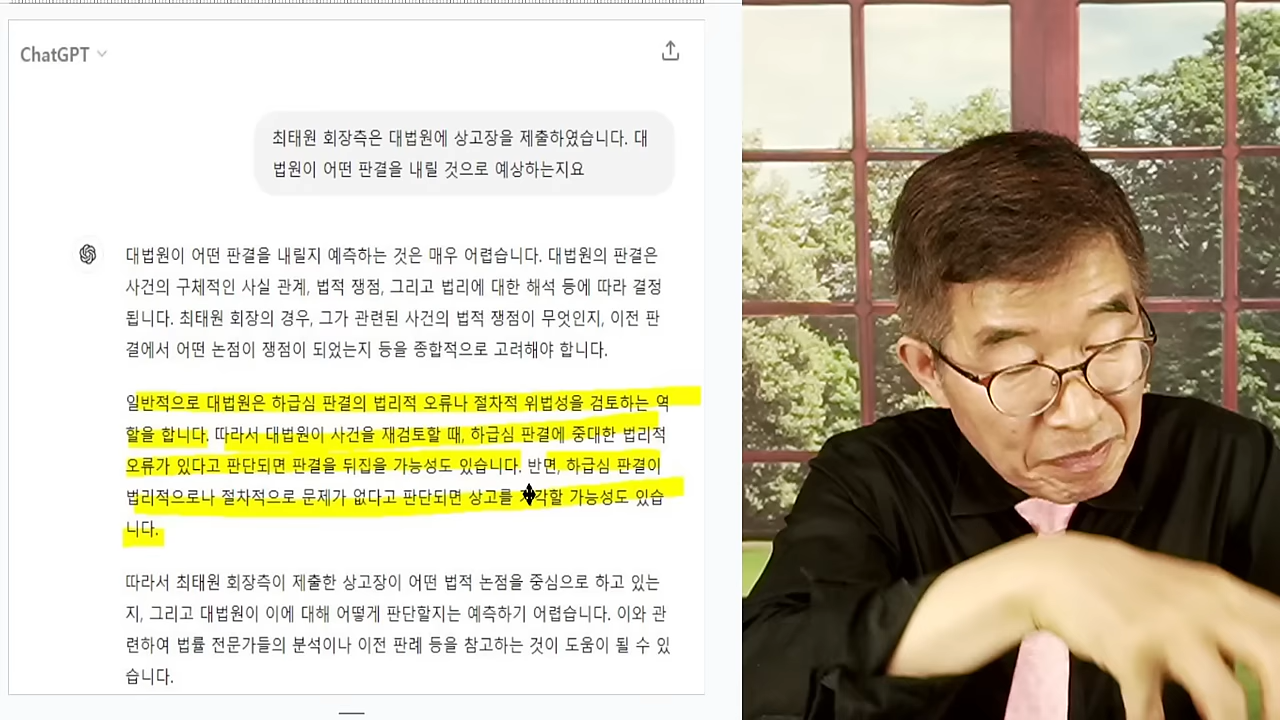 ChatGPT
최태원 회장측은 대법원에 상고장을 제출하였습니다. 대
법원이 어떤 판결을 내릴 것으로 예상하는지요
대법원이 어떤 판결을 내릴지 예측하는 것은 매우 어렵습니다. 대법원의 판결은
사건의 구체적인 사실 관계, 법적 쟁점, 그리고 법리에 대한 해석 등에 따라 결정
됩니다. 최태원 회장의 경우, 그가 관련된 사건의 법적 쟁점이 무엇인지, 이전 판
결에서 어떤 논점이 쟁점이 되었는지 등을 종합적으로 고려해야 합니다.
일반적으로 대법원은 하급심 판결의 법리적 오류나 절차적 위법성을 검토하는 역
할을 합니다. 따라서 대법원이 사건을 재검토할 때, 하급심 판결에 중대한 법리적
오류가 있다고 판단되면 판결을 뒤집을 가능성도 있습니다. 반면, 하급심 판결이
법리적으로나 절차적으로 문제가 없다고 판단되면 상고를 가능성도 있습
니다.
따라서 최태원 회장측이 제출한 상고장이 어떤 법적 논점을 중심으로 하고 있는
지, 그리고 대법원이 이에 대해 어떻게 판단할지는 예측하기 어렵습니다. 이와 관
련하여 법률 전문가들의 분석이나 이전 판례 등을 참고하는 것이 도움이 될 수 있
습니다.